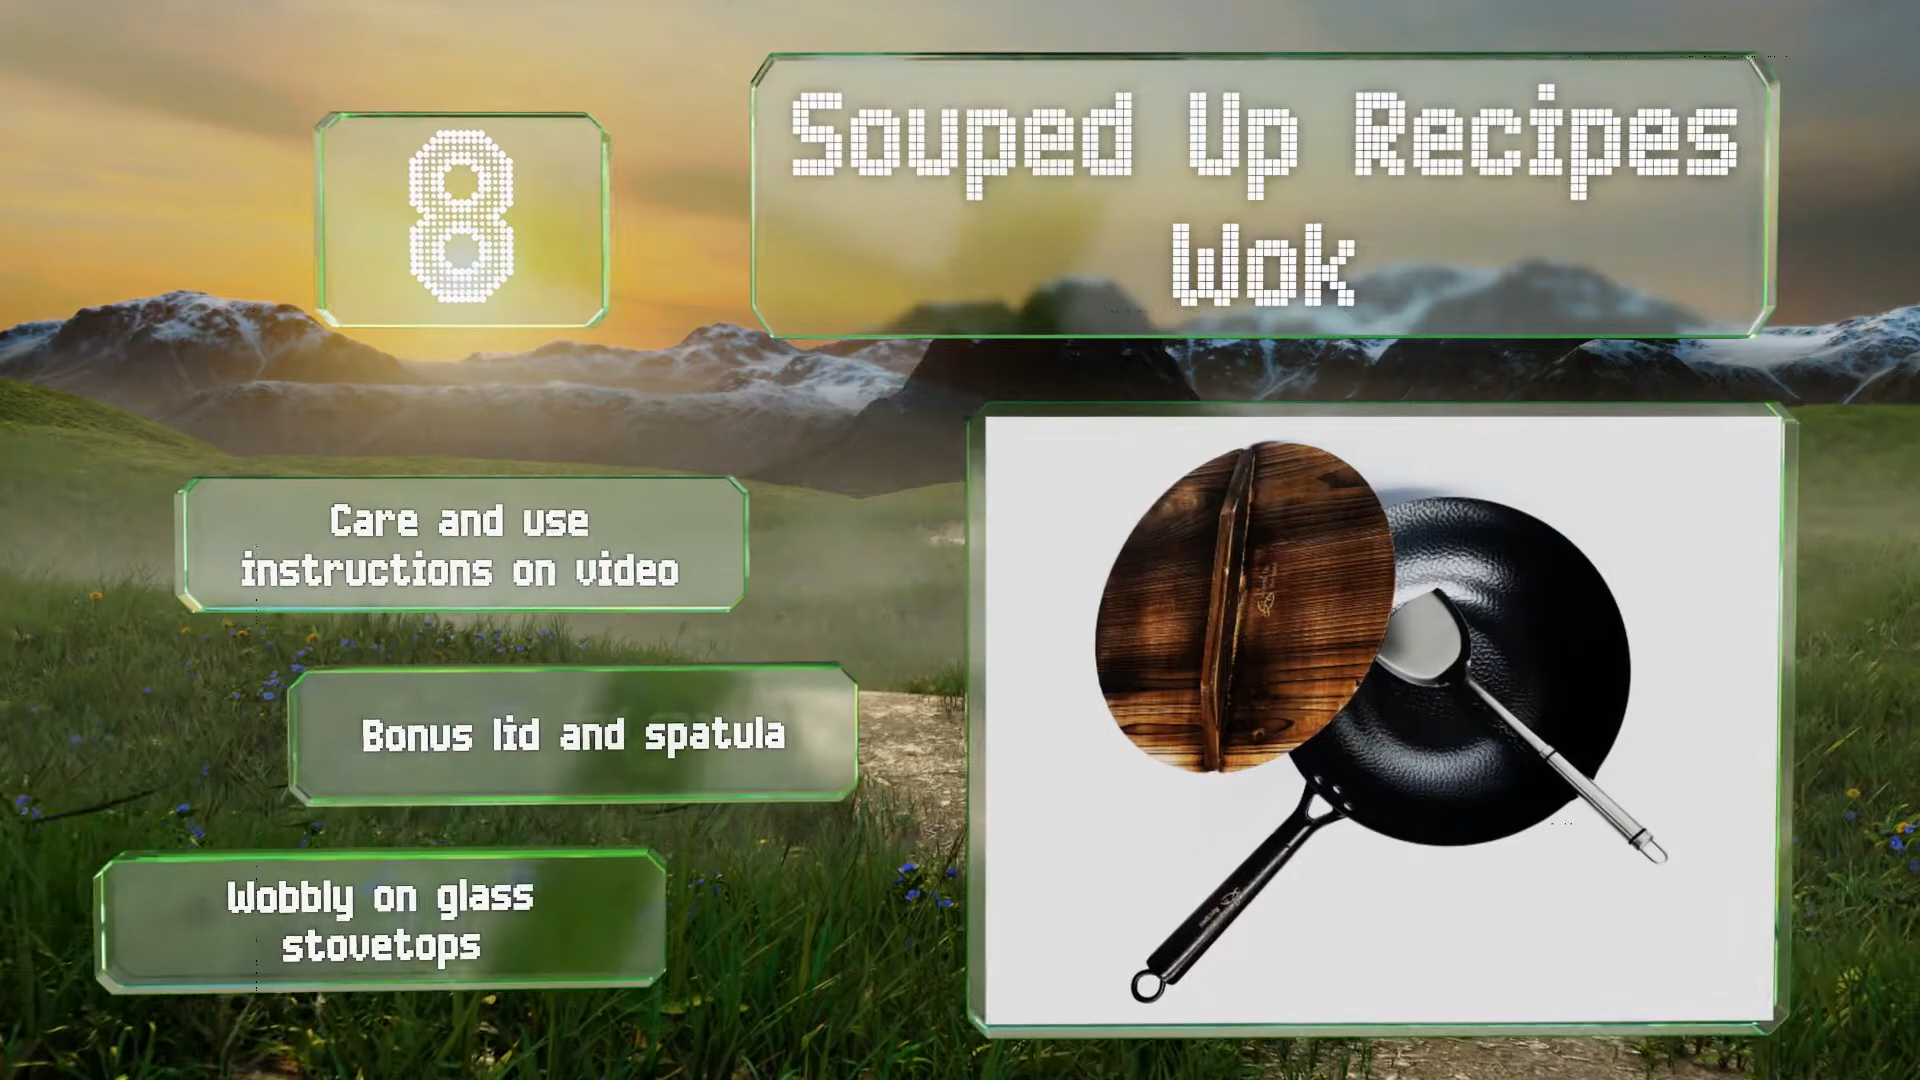 8
Souped Up Recipes
Wok
Care and use
instructions on video
Bonus lid and spatula
Wobbly on glass
stovetops